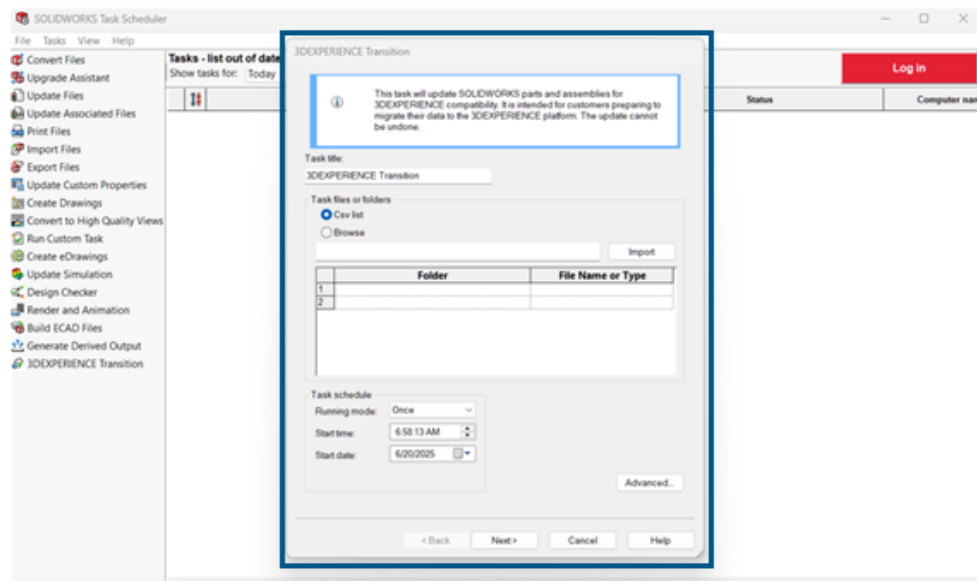 SOLIDWORKS Task Scheduler
File Tasks View Help
Convert Files
Upgrade Assistant
Update Files
Update Associated Files
Print Files
Import Files
Export Files
Update Custom Properties
Create Drawings
Convert to High Quality Views
Run Custom Task
Create eDrawings
Update Simulation
Design Checker
Render and Animation
Build ECAD Files
Generate Derived Output
3DEXPERIENCE Transition
Tasks - list out of date
Show tasks for: Today
Log in
Status
Computer nam
3DEXPERIENCE Transition
This task will update SOLIDWORKS parts and assemblies for
3DEXPERIENCE compatibility. It is intended for customers preparing to
migrate their data to the 3DEXPERIENCE platform. The update cannot
be undone.
Task title:
3DEXPERIENCE Transition
Task files or folders
Csv list
Browse
Import
Folder File Name or Type
1
2
Task schedule
Running mode: Once
Start time: 6:58:13 AM
Start date: 6/20/2025
Advanced...
< Back Next > Cancel Help